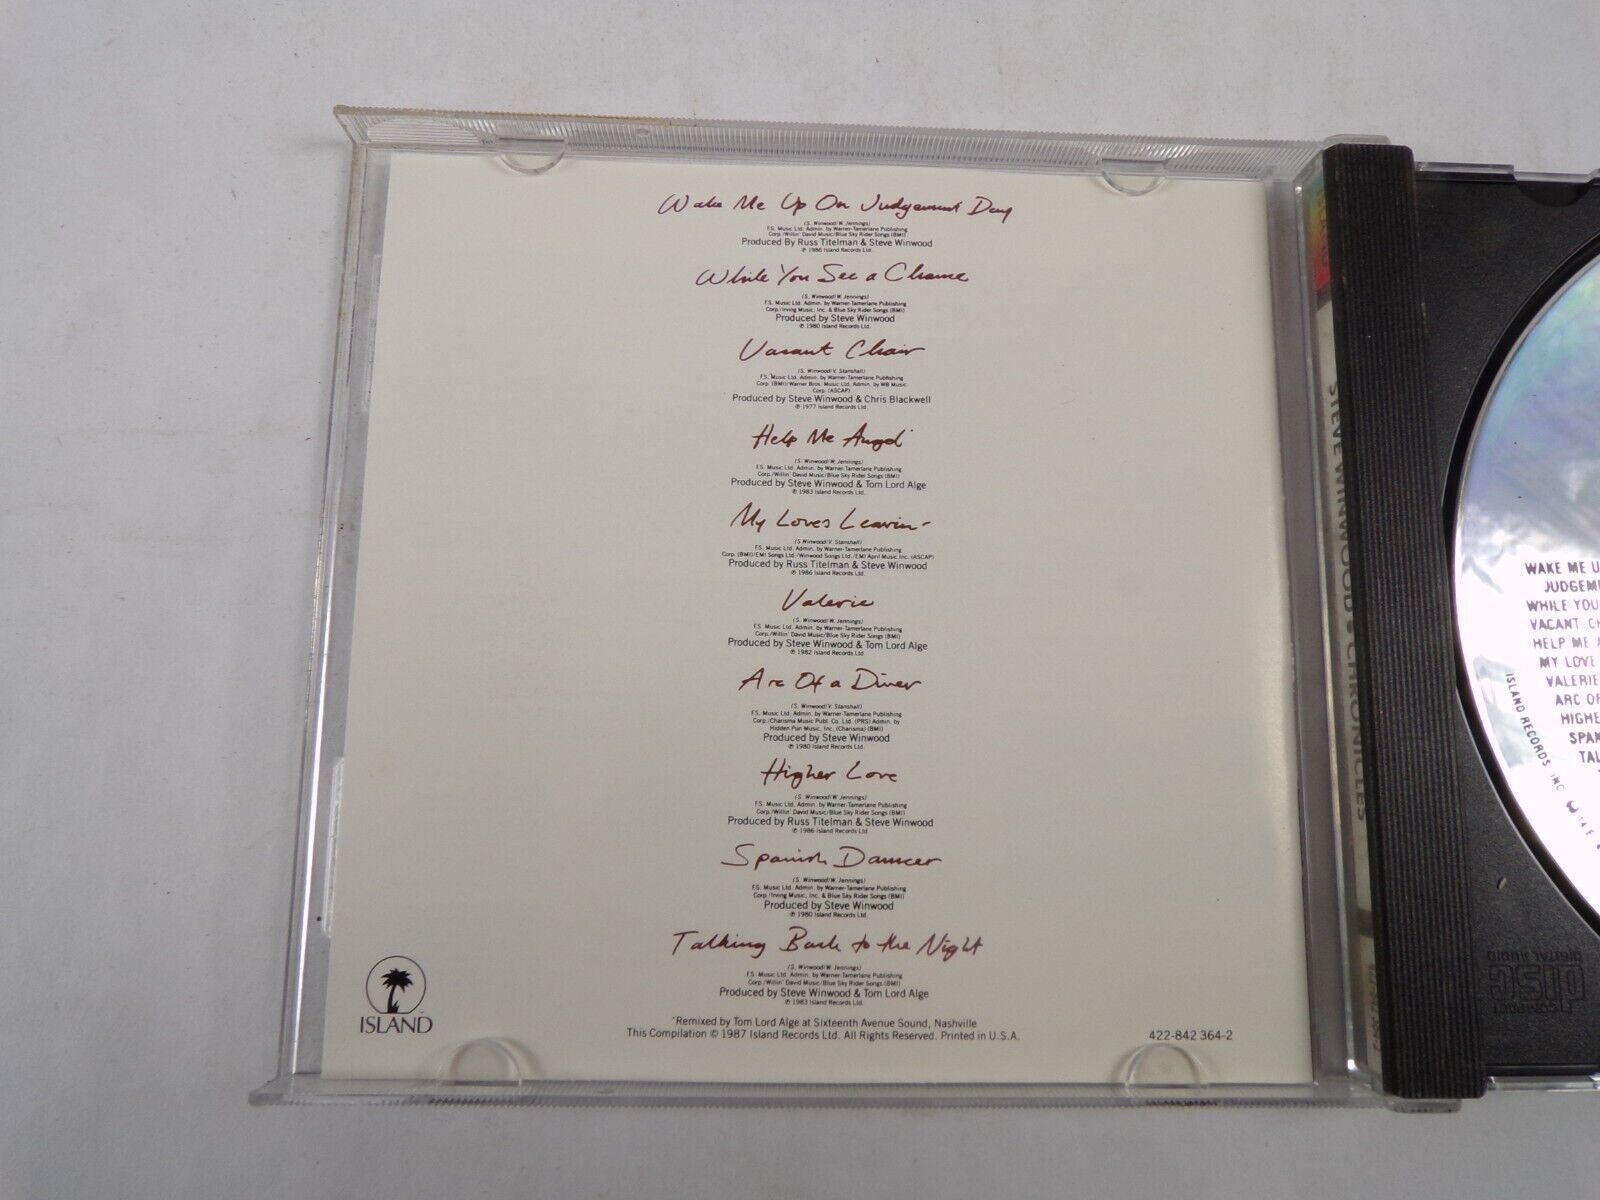 Wake Me Up On Judgement Day
(S. Winwood/W. Jennings)
F.S. Music Ltd. Admin. by Warner-Tamerlane Publishing
Corp./Willin' David Music/Blue Sky Rider Songs (BMI)
Produced By Russ Titelman & Steve Winwood
℗ 1986 Island Records Ltd.
While You See a Chance
(S. Winwood/W. Jennings)
F.S. Music Ltd. Admin. by Warner-Tamerlane Publishing
Corp./Irving Music, Inc. & Blue Sky Rider Songs (BMI)
Produced by Steve Winwood
℗ 1980 Island Records Ltd.
Vacant Chair
(S. Winwood/V. Stanshall)
F.S. Music Ltd. Admin. by Warner-Tamerlane Publishing
Corp. (BMI)/Warner Bros. Music Ltd. Admin. by WB Music
Corp. (ASCAP)
Produced by Steve Winwood & Chris Blackwell
℗ 1977 Island Records Ltd.
Help Me Angel*
(S. Winwood/W. Jennings)
F.S. Music Ltd. Admin. by Warner-Tamerlane Publishing
Corp./Willin' David Music/Blue Sky Rider Songs (BMI)
Produced by Steve Winwood & Tom Lord Alge
℗ 1983 Island Records Ltd.
My Loves Leavin-
(S. Winwood/V. Stanshall)
F.S. Music Ltd. Admin. by Warner-Tamerlane Publishing
Corp. (BMI)/EMI Songs Ltd./Winwood Songs Ltd./EMI April Music Inc. (ASCAP)
Produced by Russ Titelman & Steve Winwood
℗ 1986 Island Records Ltd.
Valerie
(S. Winwood/W. Jennings)
F.S. Music Ltd. Admin. by Warner-Tamerlane Publishing
Corp./Willin' David Music/Blue Sky Rider Songs (BMI)
Produced by Steve Winwood & Tom Lord Alge
℗ 1982 Island Records Ltd.
Arc Of a Diver
(S. Winwood/V. Stanshall)
F.S. Music Ltd. Admin. by Warner-Tamerlane Publishing
Corp./Charisma Music Publ. Co. Ltd. (PRS) Admin. by
Hidden Pun Music, Inc. (Charisma) (BMI)
Produced by Steve Winwood
℗ 1980 Island Records Ltd.
Higher Love
(S. Winwood/W. Jennings)
F.S. Music Ltd. Admin. by Warner-Tamerlane Publishing
Corp./Willin' David Music/Blue Sky Rider Songs (BMI)
Produced by Russ Titelman & Steve Winwood
℗ 1986 Island Records Ltd.
Spanish Dancer
(S. Winwood/W. Jennings)
F.S. Music Ltd. Admin. by Warner-Tamerlane Publishing
Corp./Irving Music, Inc. & Blue Sky Rider Songs (BMI)
Produced by Steve Winwood
℗ 1980 Island Records Ltd.
Talking Back to the Night
(S. Winwood/W. Jennings)
F.S. Music Ltd. Admin. by Warner-Tamerlane Publishing
Corp./Willin' David Music/Blue Sky Rider Songs (BMI)
Produced by Steve Winwood & Tom Lord Alge
℗ 1983 Island Records Ltd.
*Remixed by Tom Lord Alge at Sixteenth Avenue Sound, Nashville
This Compilation © 1987 Island Records Ltd. All Rights Reserved. Printed in U.S.A.
422-842 364-2
ISLAND
STEVE WINWOOD CHRONICLES
WAKE ME U
JUDGEM
WHILE YOU
VACANT CH
HELP ME A
MY LOVE
VALERIE
ARC OF
HIGHE
SPAN
TAL
ISLAND RECORDS, INC.
COMPACT
disc
DIGITAL AUDIO